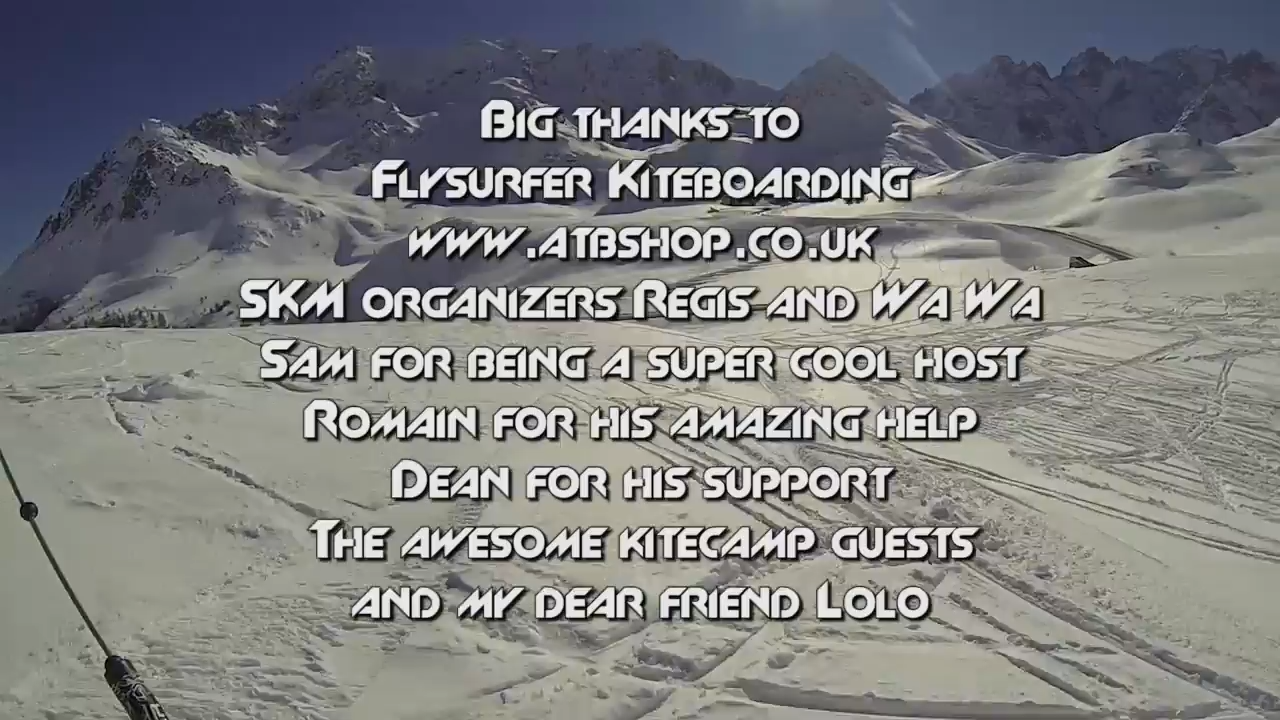 Big thanks to
Flysurfer Kiteboarding
www.atbshop.co.uk
SKM organizers Regis and Wa Wa
Sam for being a super cool host
Romain for his amazing help
Dean for his support
The awesome kitecamp guests
and my dear friend Lolo